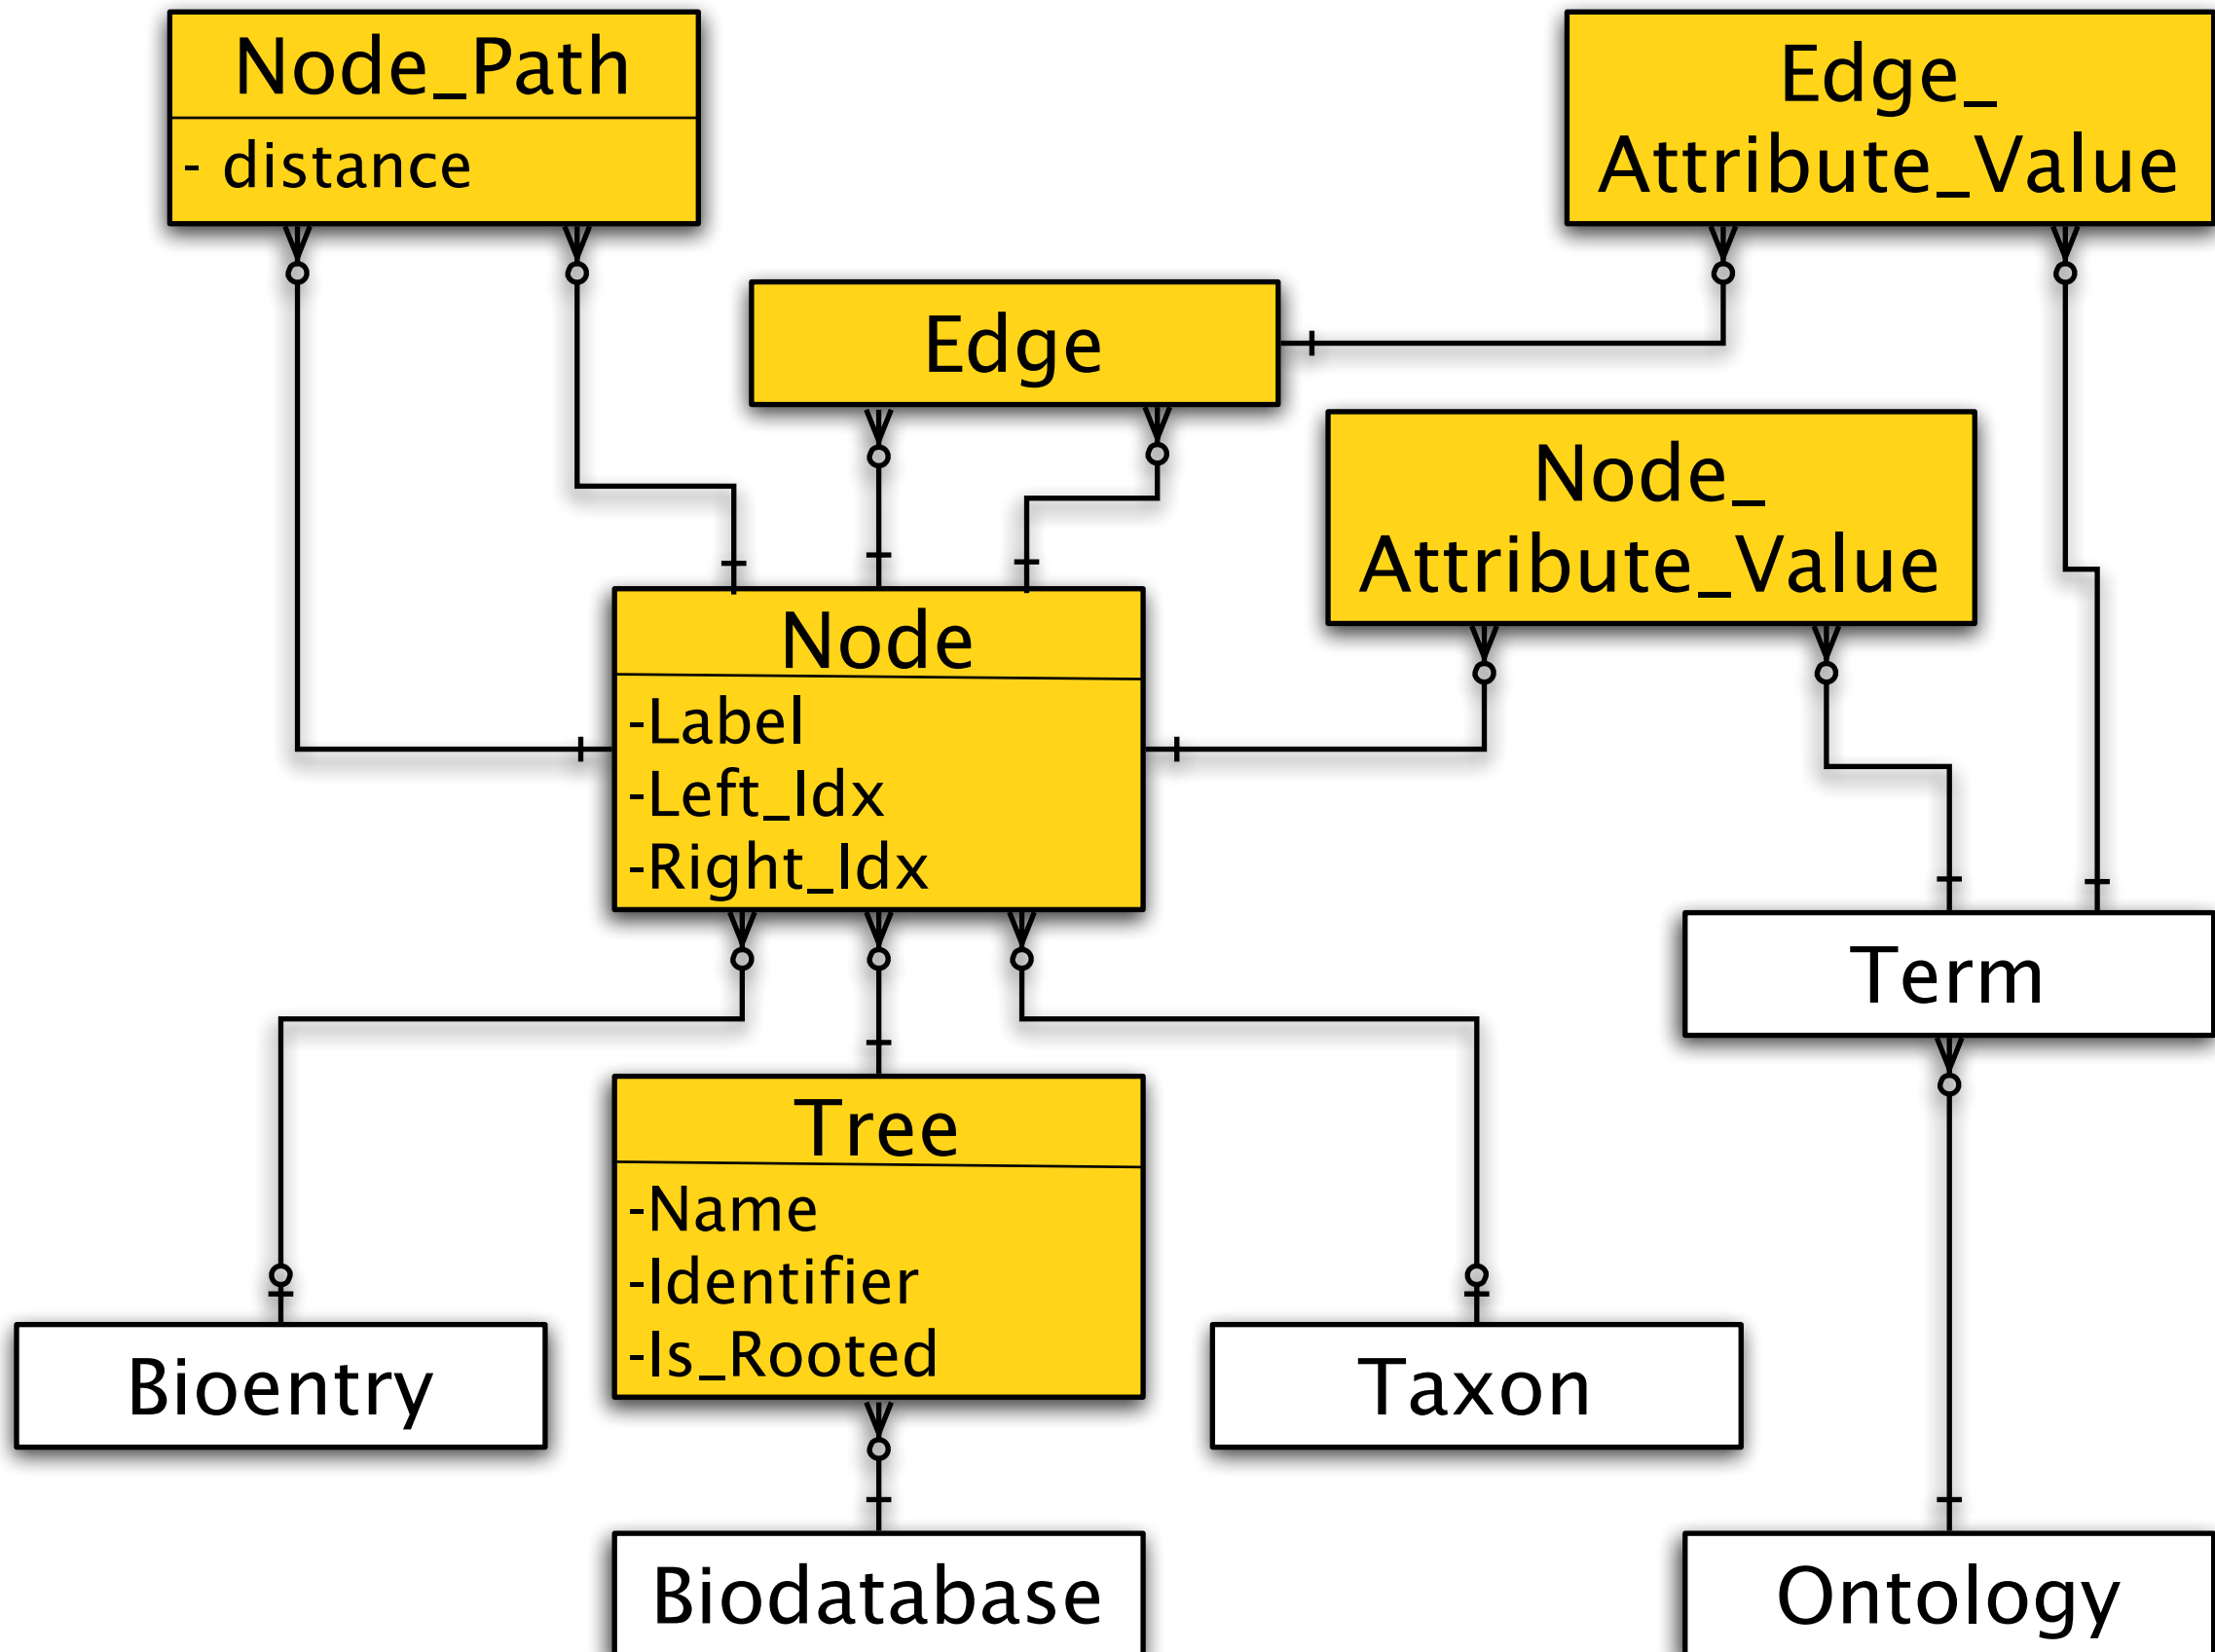 Node_Path
- distance
Edge_
Attribute_Value
Edge
Node_
Attribute_Value
Node
-Label
-Left_Idx
-Right_Idx
Term
Tree
-Name
-Identifier
-Is_Rooted
Bioentry
Taxon
Biodatabase
Ontology